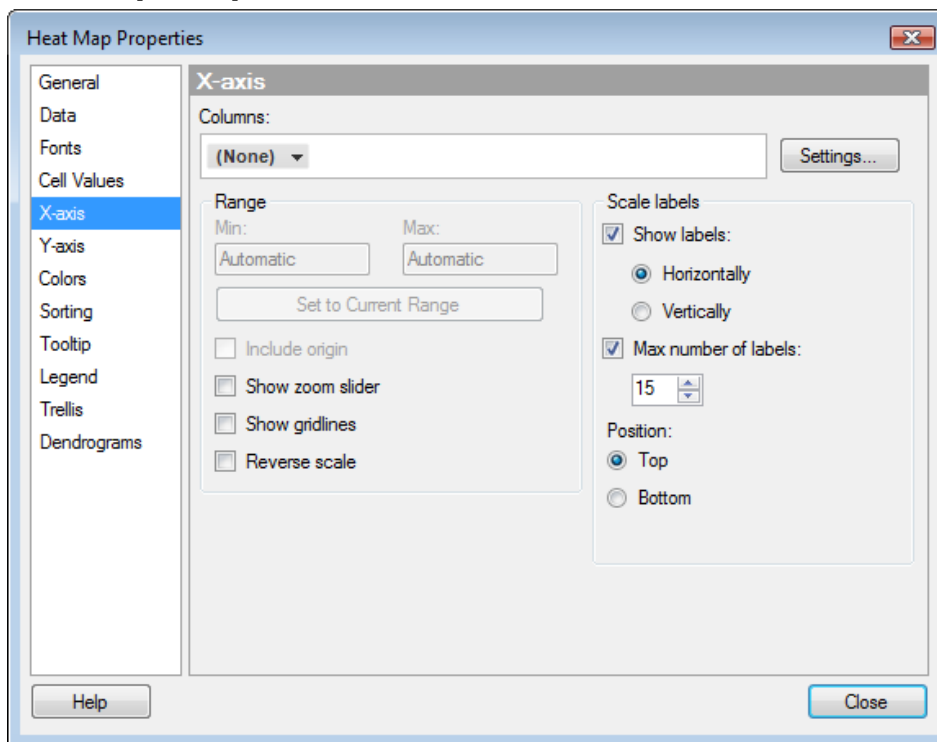 Heat Map Properties
General
Data
Fonts
Cell Values
X-axis
Y-axis
Colors
Sorting
Tooltip
Legend
Trellis
Dendrograms
X-axis
Columns:
(None)
Settings...
Range
Min:
Max:
Automatic
Automatic
Set to Current Range
Include origin
Show zoom slider
Show gridlines
Reverse scale
Scale labels
Show labels:
Horizontally
Vertically
Max number of labels:
15
Position:
Top
Bottom
Help
Close